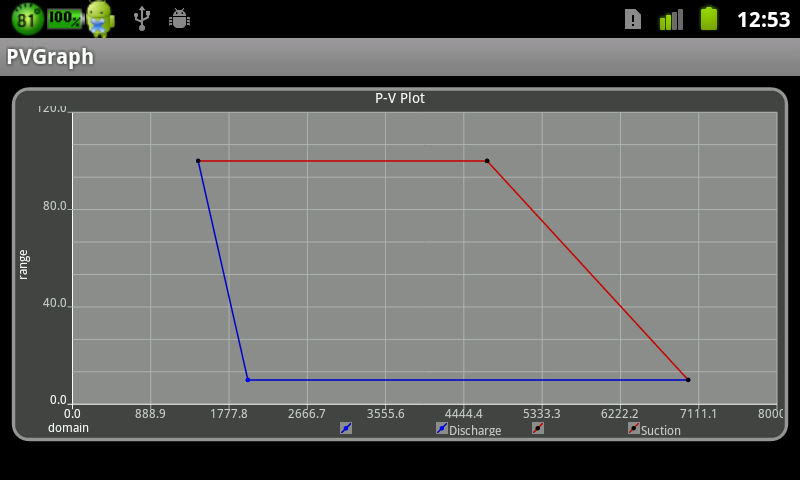 81 100% 12:53
PVGraph
P-V Plot
120.0
80.0
range
40.0
0.0
0.0 888.9 1777.8 2666.7 3555.6 4444.4 5333.3 6222.2 7111.1 8000
domain
Discharge Suction